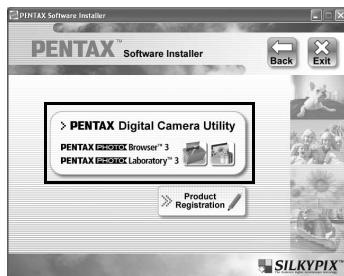 PENTAX Software Installer
PENTAX™ Software Installer
Back
Exit
> PENTAX Digital Camera Utility
PENTAX PHOTO Browser™ 3
PENTAX PHOTO Laboratory™ 3
Product
Registration
SILKYPIX™